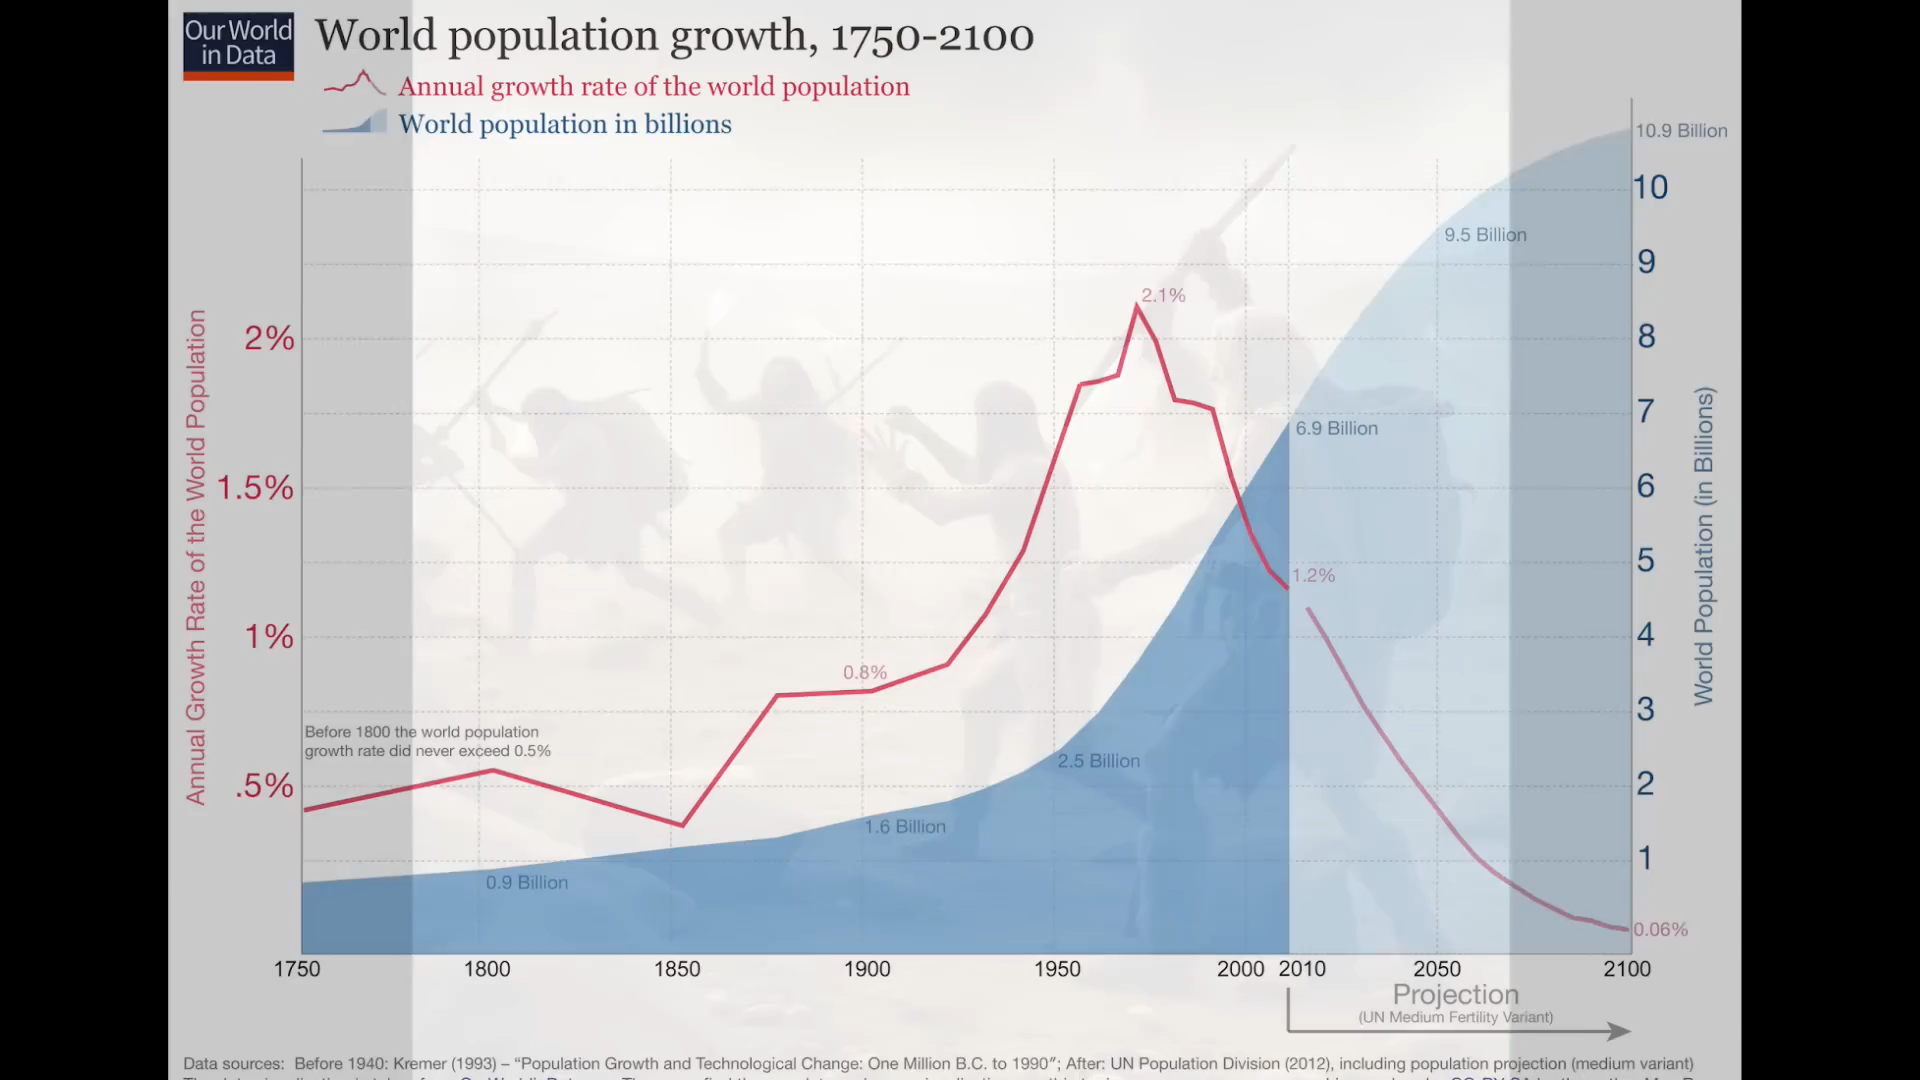 Our World
in Data
World population growth, 1750-2100
Annual growth rate of the world population
World population in billions
10.9 Billion
10
9.5 Billion
9
2.1%
2%
8
7
6.9 Billion
1.5%
6
5
1.2%
1%
4
0.8%
3
Before 1800 the world population
growth rate did never exceed 0.5%
2.5 Billion
.5%
2
1.6 Billion
1
0.9 Billion
0.06%
Annual Growth Rate of the World Population
World Population (in Billions)
1750 1800 1850 1900 1950 2000 2010 2050 2100
Projection
(UN Medium Fertility Variant)
Data sources: Before 1940: Kremer (1993) – “Population Growth and Technological Change: One Million B.C. to 1990”; After: UN Population Division (2012), including population projection (medium variant)